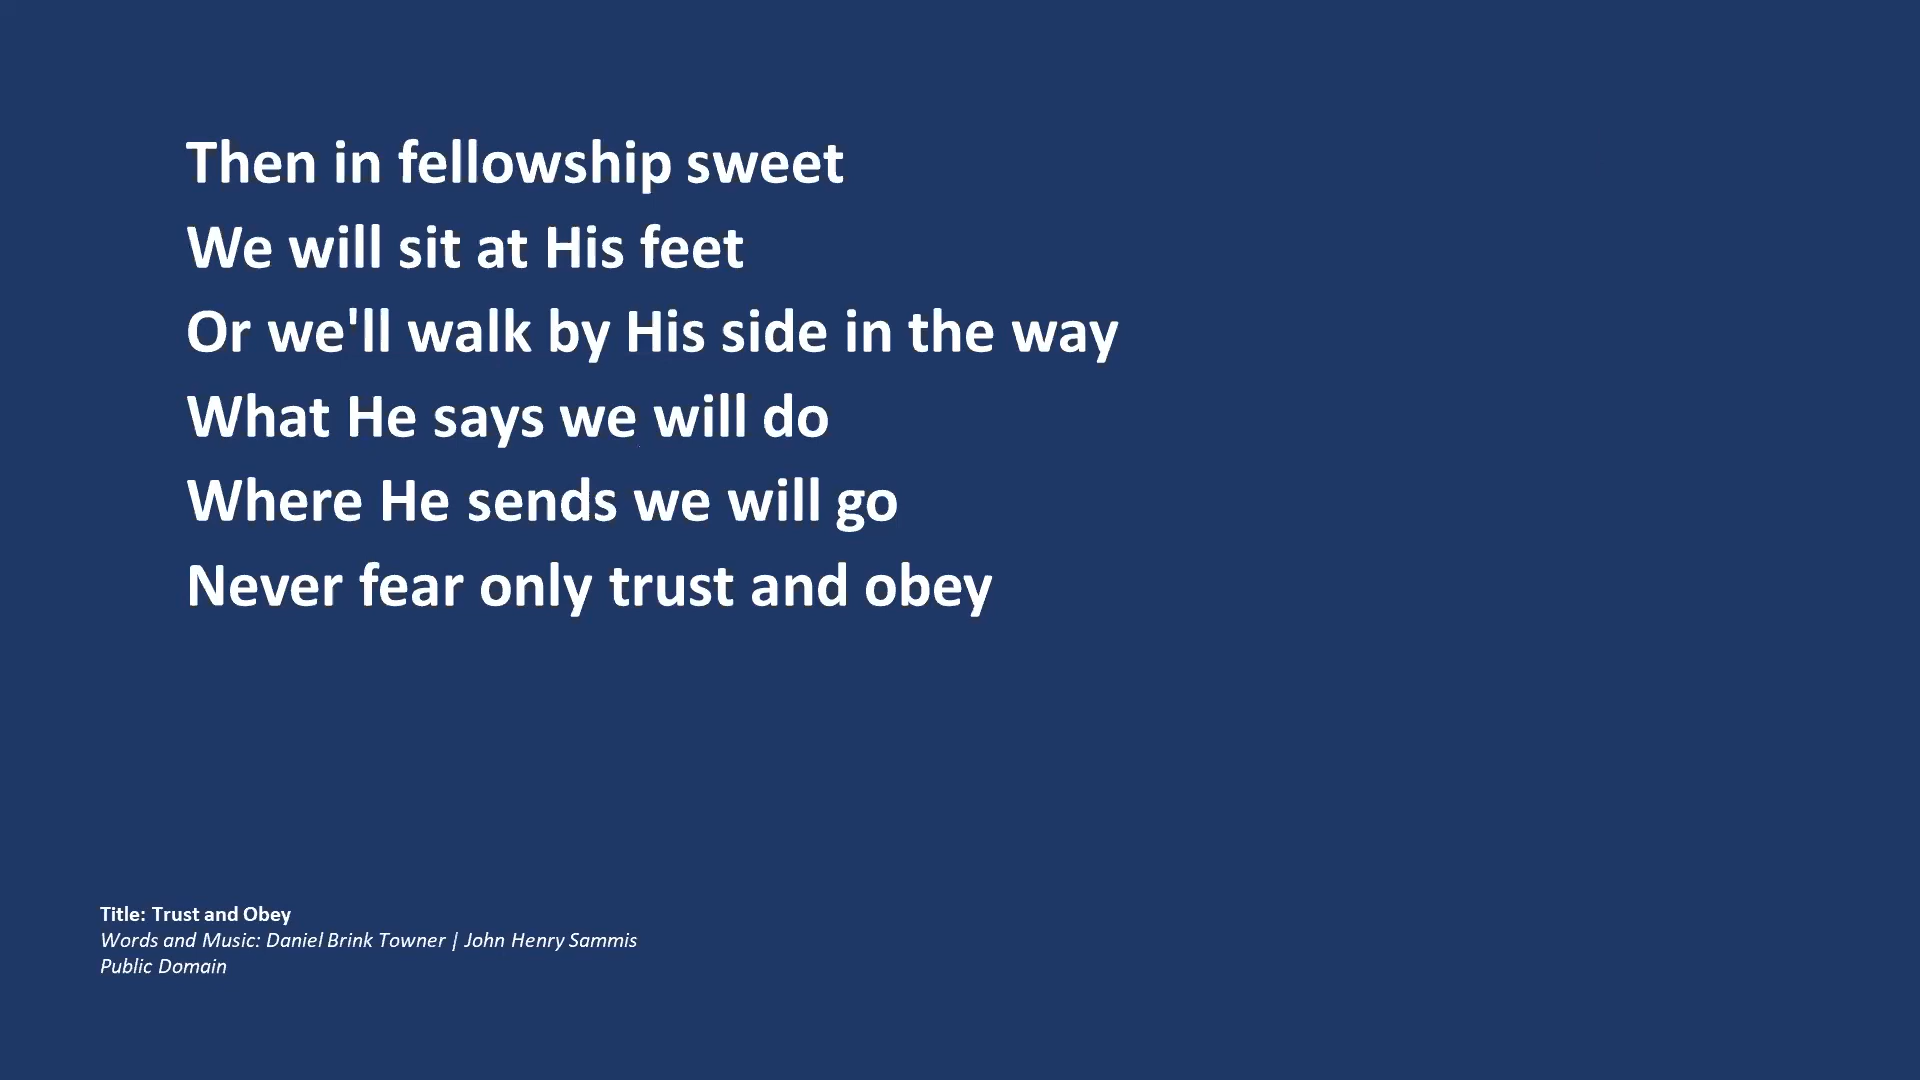 Then in fellowship sweet
We will sit at His feet
Or we'll walk by His side in the way
What He says we will do
Where He sends we will go
Never fear only trust and obey
Title: Trust and Obey
Words and Music: Daniel Brink Towner | John Henry Sammis
Public Domain